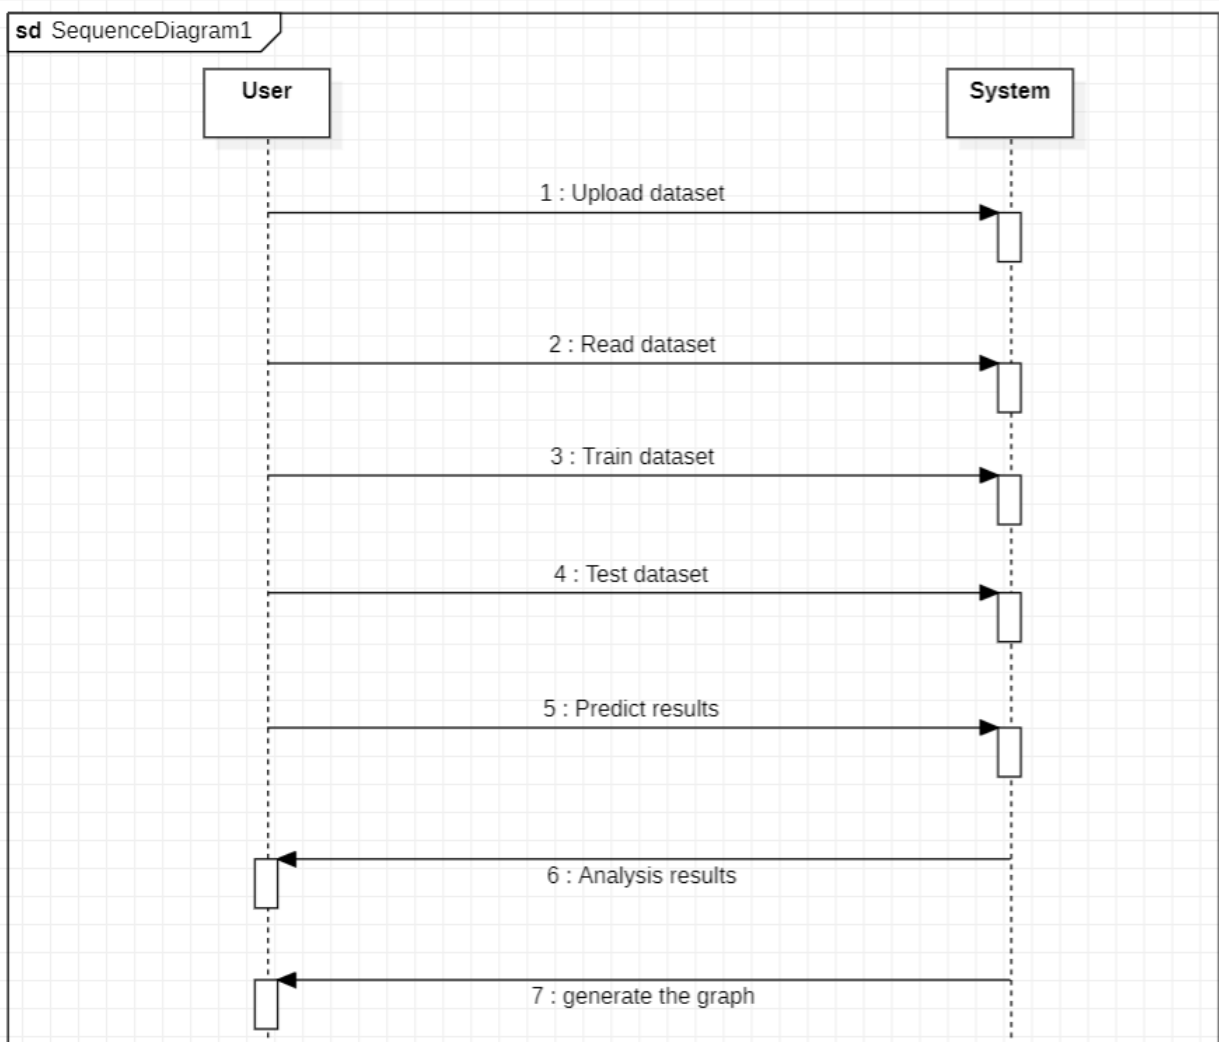 sd SequenceDiagram1
User
System
1 : Upload dataset
2 : Read dataset
3 : Train dataset
4 : Test dataset
5 : Predict results
6 : Analysis results
7 : generate the graph